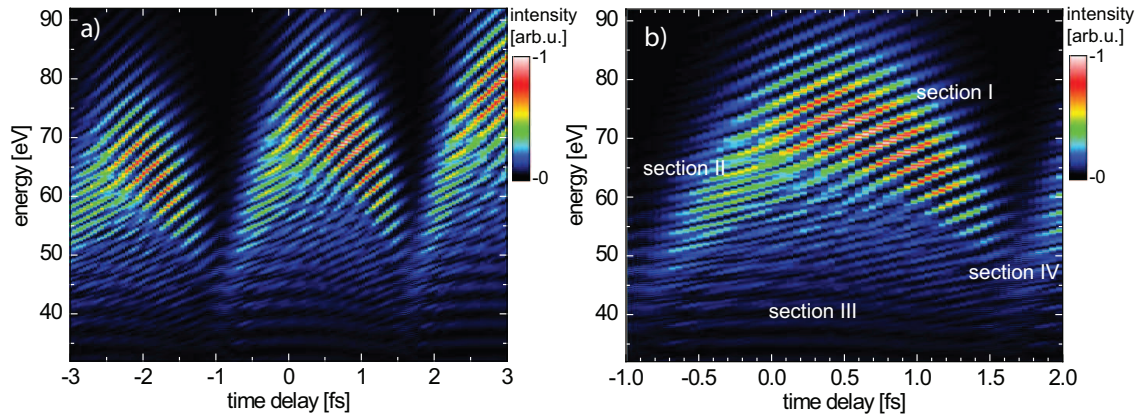 a)
energy [eV]
90
80
70
60
50
40
-3 -2 -1 0 1 2 3
time delay [fs]
intensity
[arb.u.]
-1
-0
b)
energy [eV]
90
80
70
60
50
40
section I
section II
section IV
section III
-1.0 -0.5 0.0 0.5 1.0 1.5 2.0
time delay [fs]
intensity
[arb.u.]
-1
-0